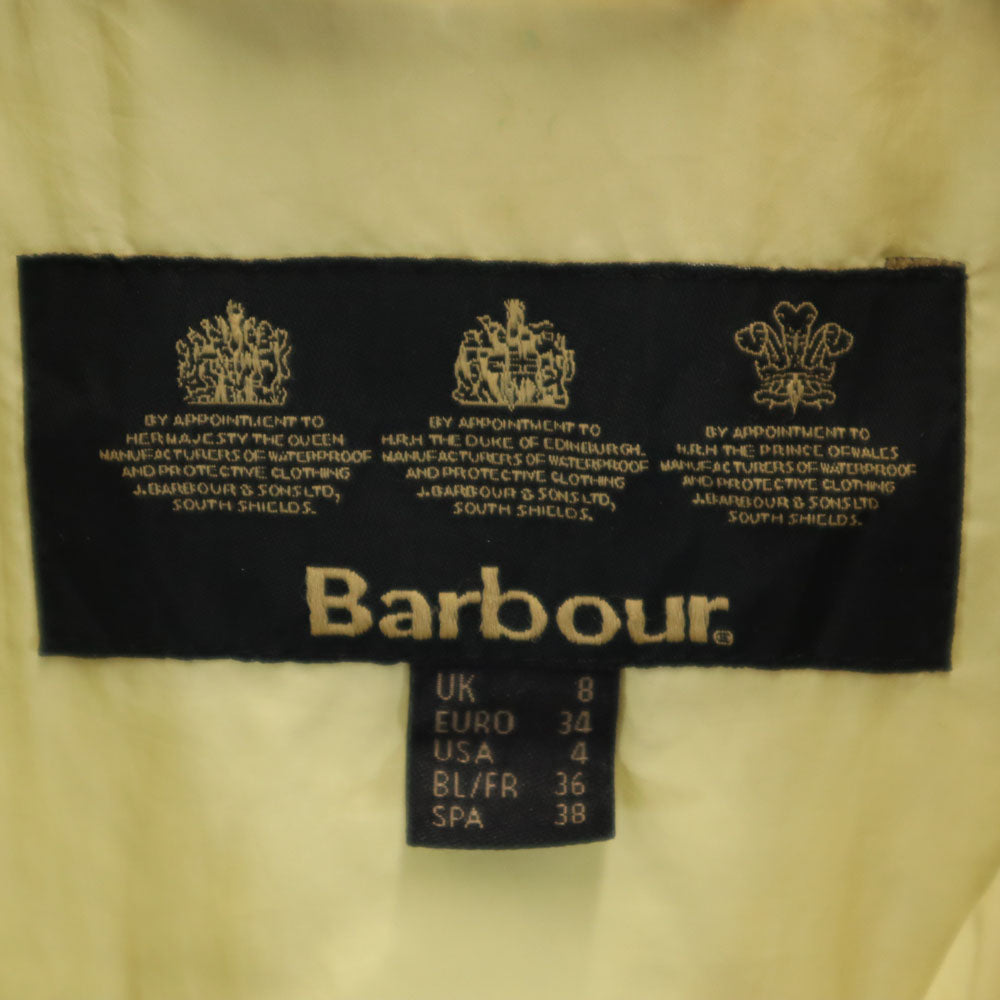 BY APPOINTMENT TO
HER MAJESTY THE QUEEN
MANUFACTURERS OF WATERPROOF
AND PROTECTIVE CLOTHING
J. BARBOUR & SONS LTD,
SOUTH SHIELDS.
BY APPOINTMENT TO
H.R.H THE DUKE OF EDINBURGH.
MANUFACTURERS OF WATERPROOF
AND PROTECTIVE CLOTHING
J. BARBOUR & SONS LTD,
SOUTH SHIELDS.
BY APPOINTMENT TO
H.R.H THE PRINCE OF WALES
MANUFACTURERS OF WATERPROOF
AND PROTECTIVE CLOTHING
J. BARBOUR & SONS LTD
SOUTH SHIELDS.
Barbour®
UK 8
EURO 34
USA 4
BL/FR 36
SPA 38